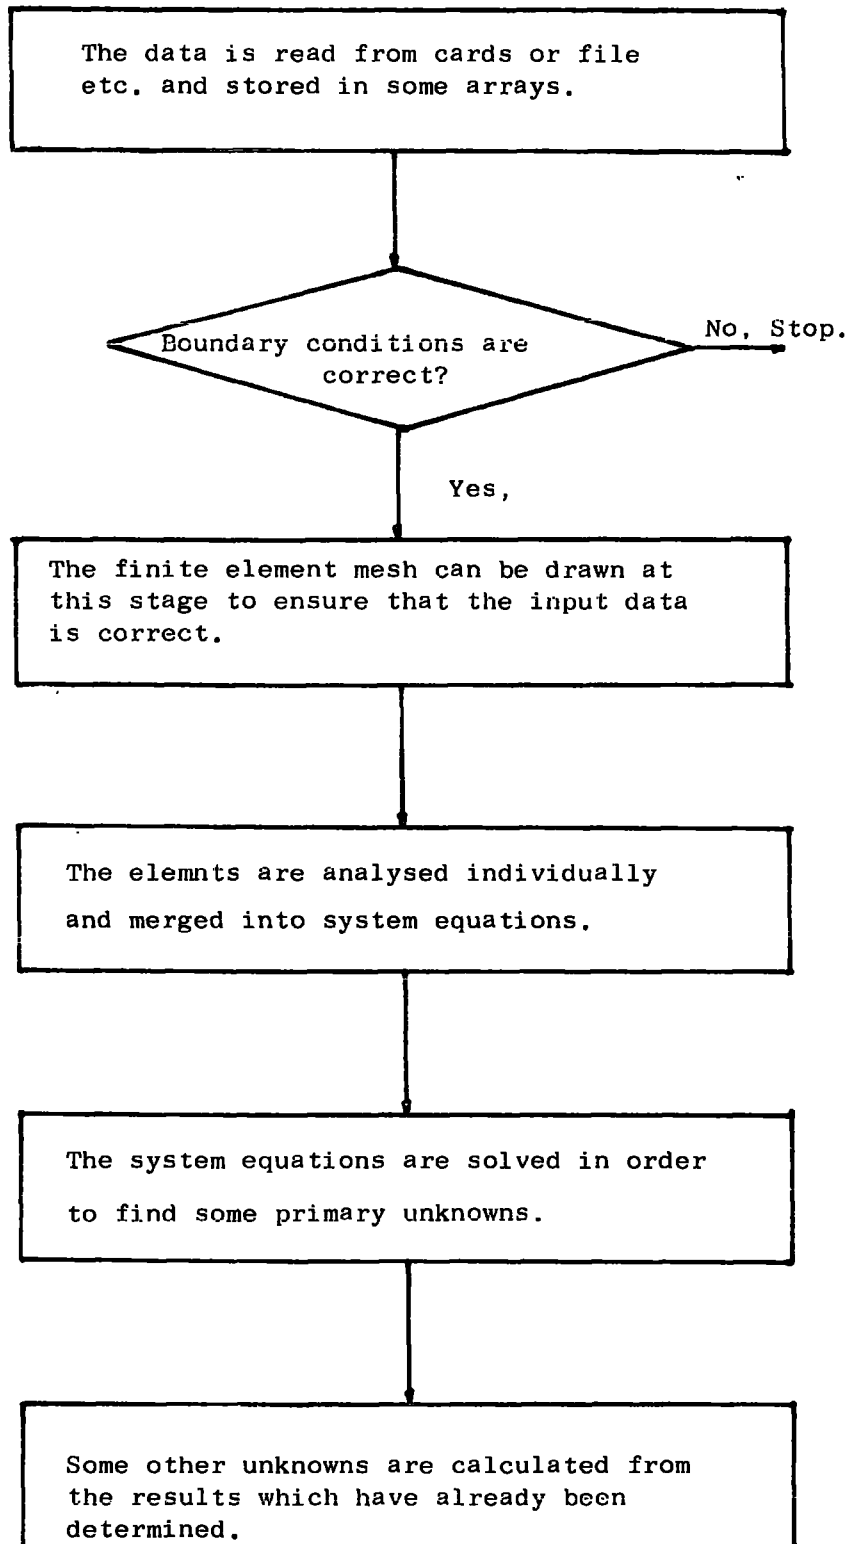 The data is read from cards or file
etc. and stored in some arrays.
No, Stop.
Boundary conditions are
correct?
Yes,
The finite element mesh can be drawn at
this stage to ensure that the input data
is correct.
The elemnts are analysed individually
and merged into system equations.
The system equations are solved in order
to find some primary unknowns.
Some other unknowns are calculated from
the results which have already been
determined.